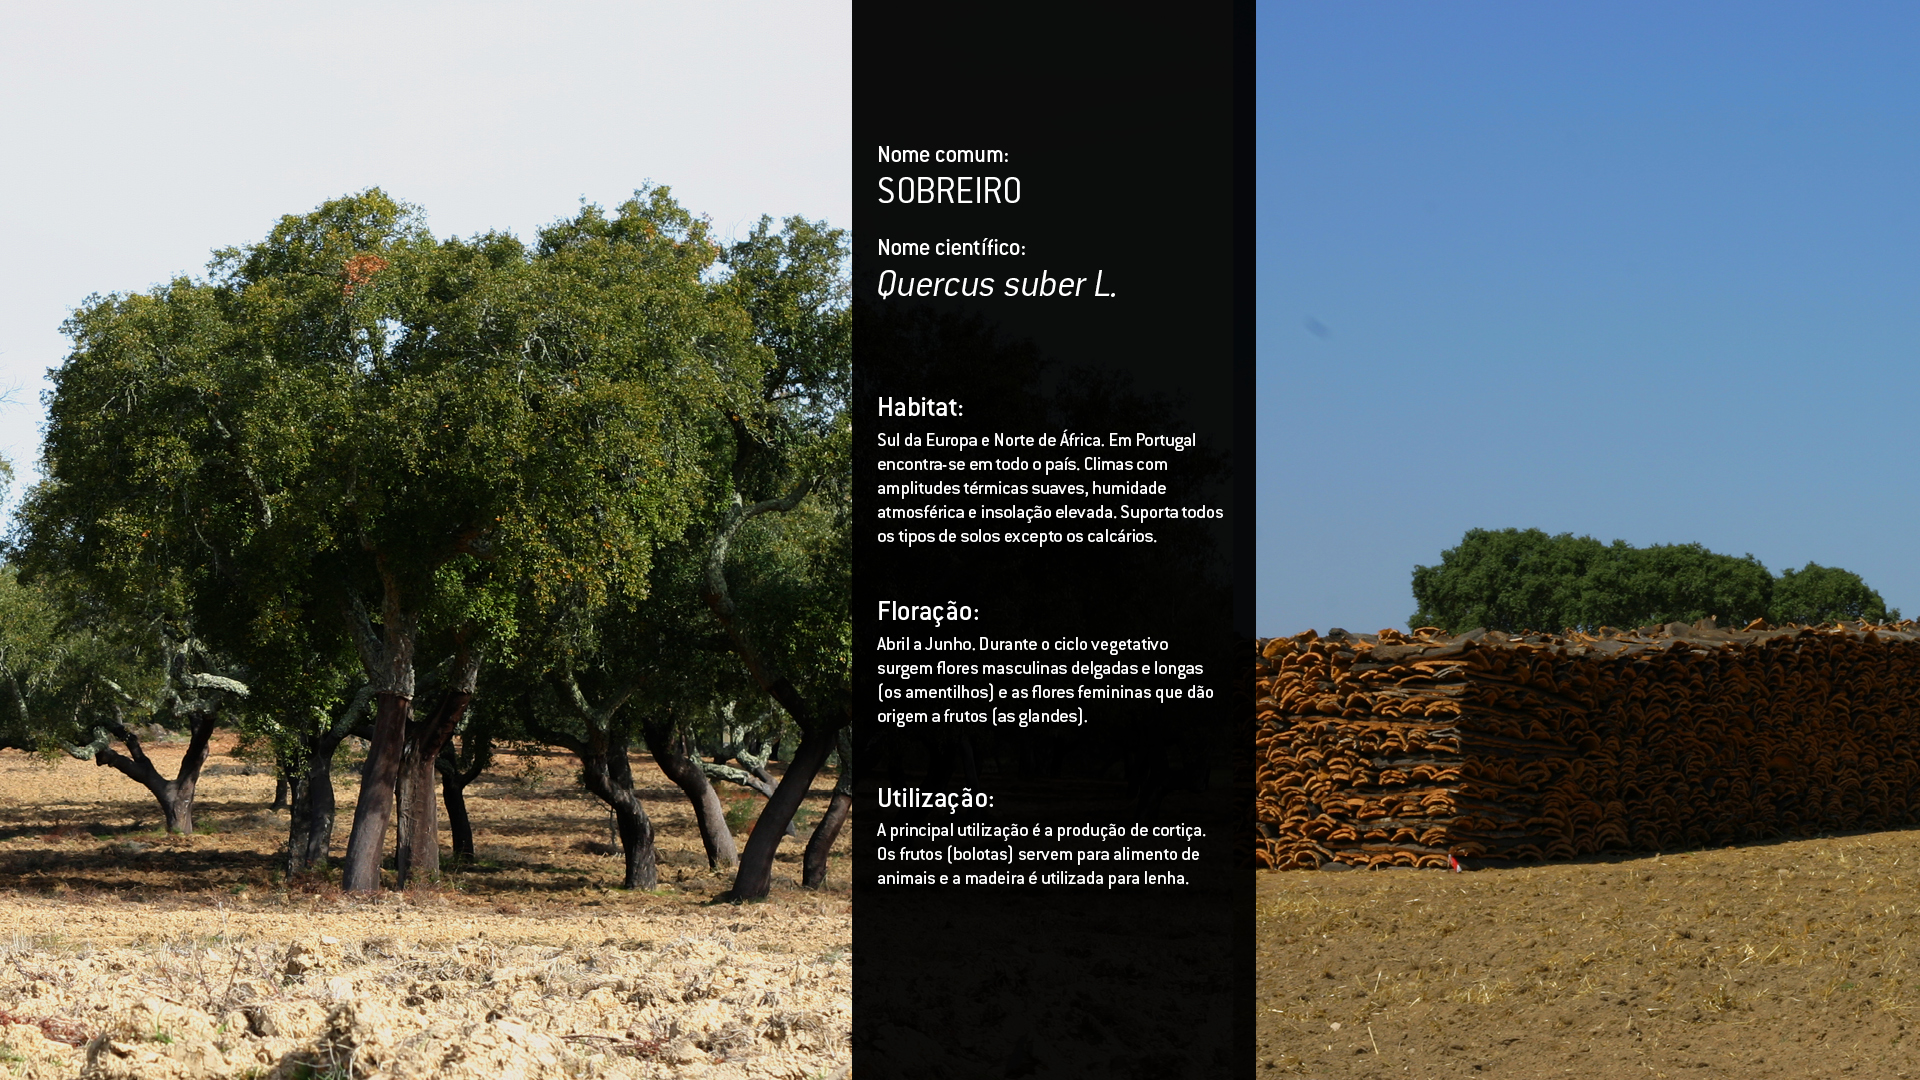 Nome comum:
SOBREIRO
Nome científico:
Quercus suber L.
Habitat:
Sul da Europa e Norte de África. Em Portugal
encontra-se em todo o país. Climas com
amplitudes térmicas suaves, humidade
atmosférica e insolação elevada. Suporta todos
os tipos de solos excepto os calcários.
Floração:
Abril a Junho. Durante o ciclo vegetativo
surgem flores masculinas delgadas e longas
(os amentilhos) e as flores femininas que dão
origem a frutos (as glandes).
Utilização:
A principal utilização é a produção de cortiça.
Os frutos (bolotas) servem para alimento de
animais e a madeira é utilizada para lenha.